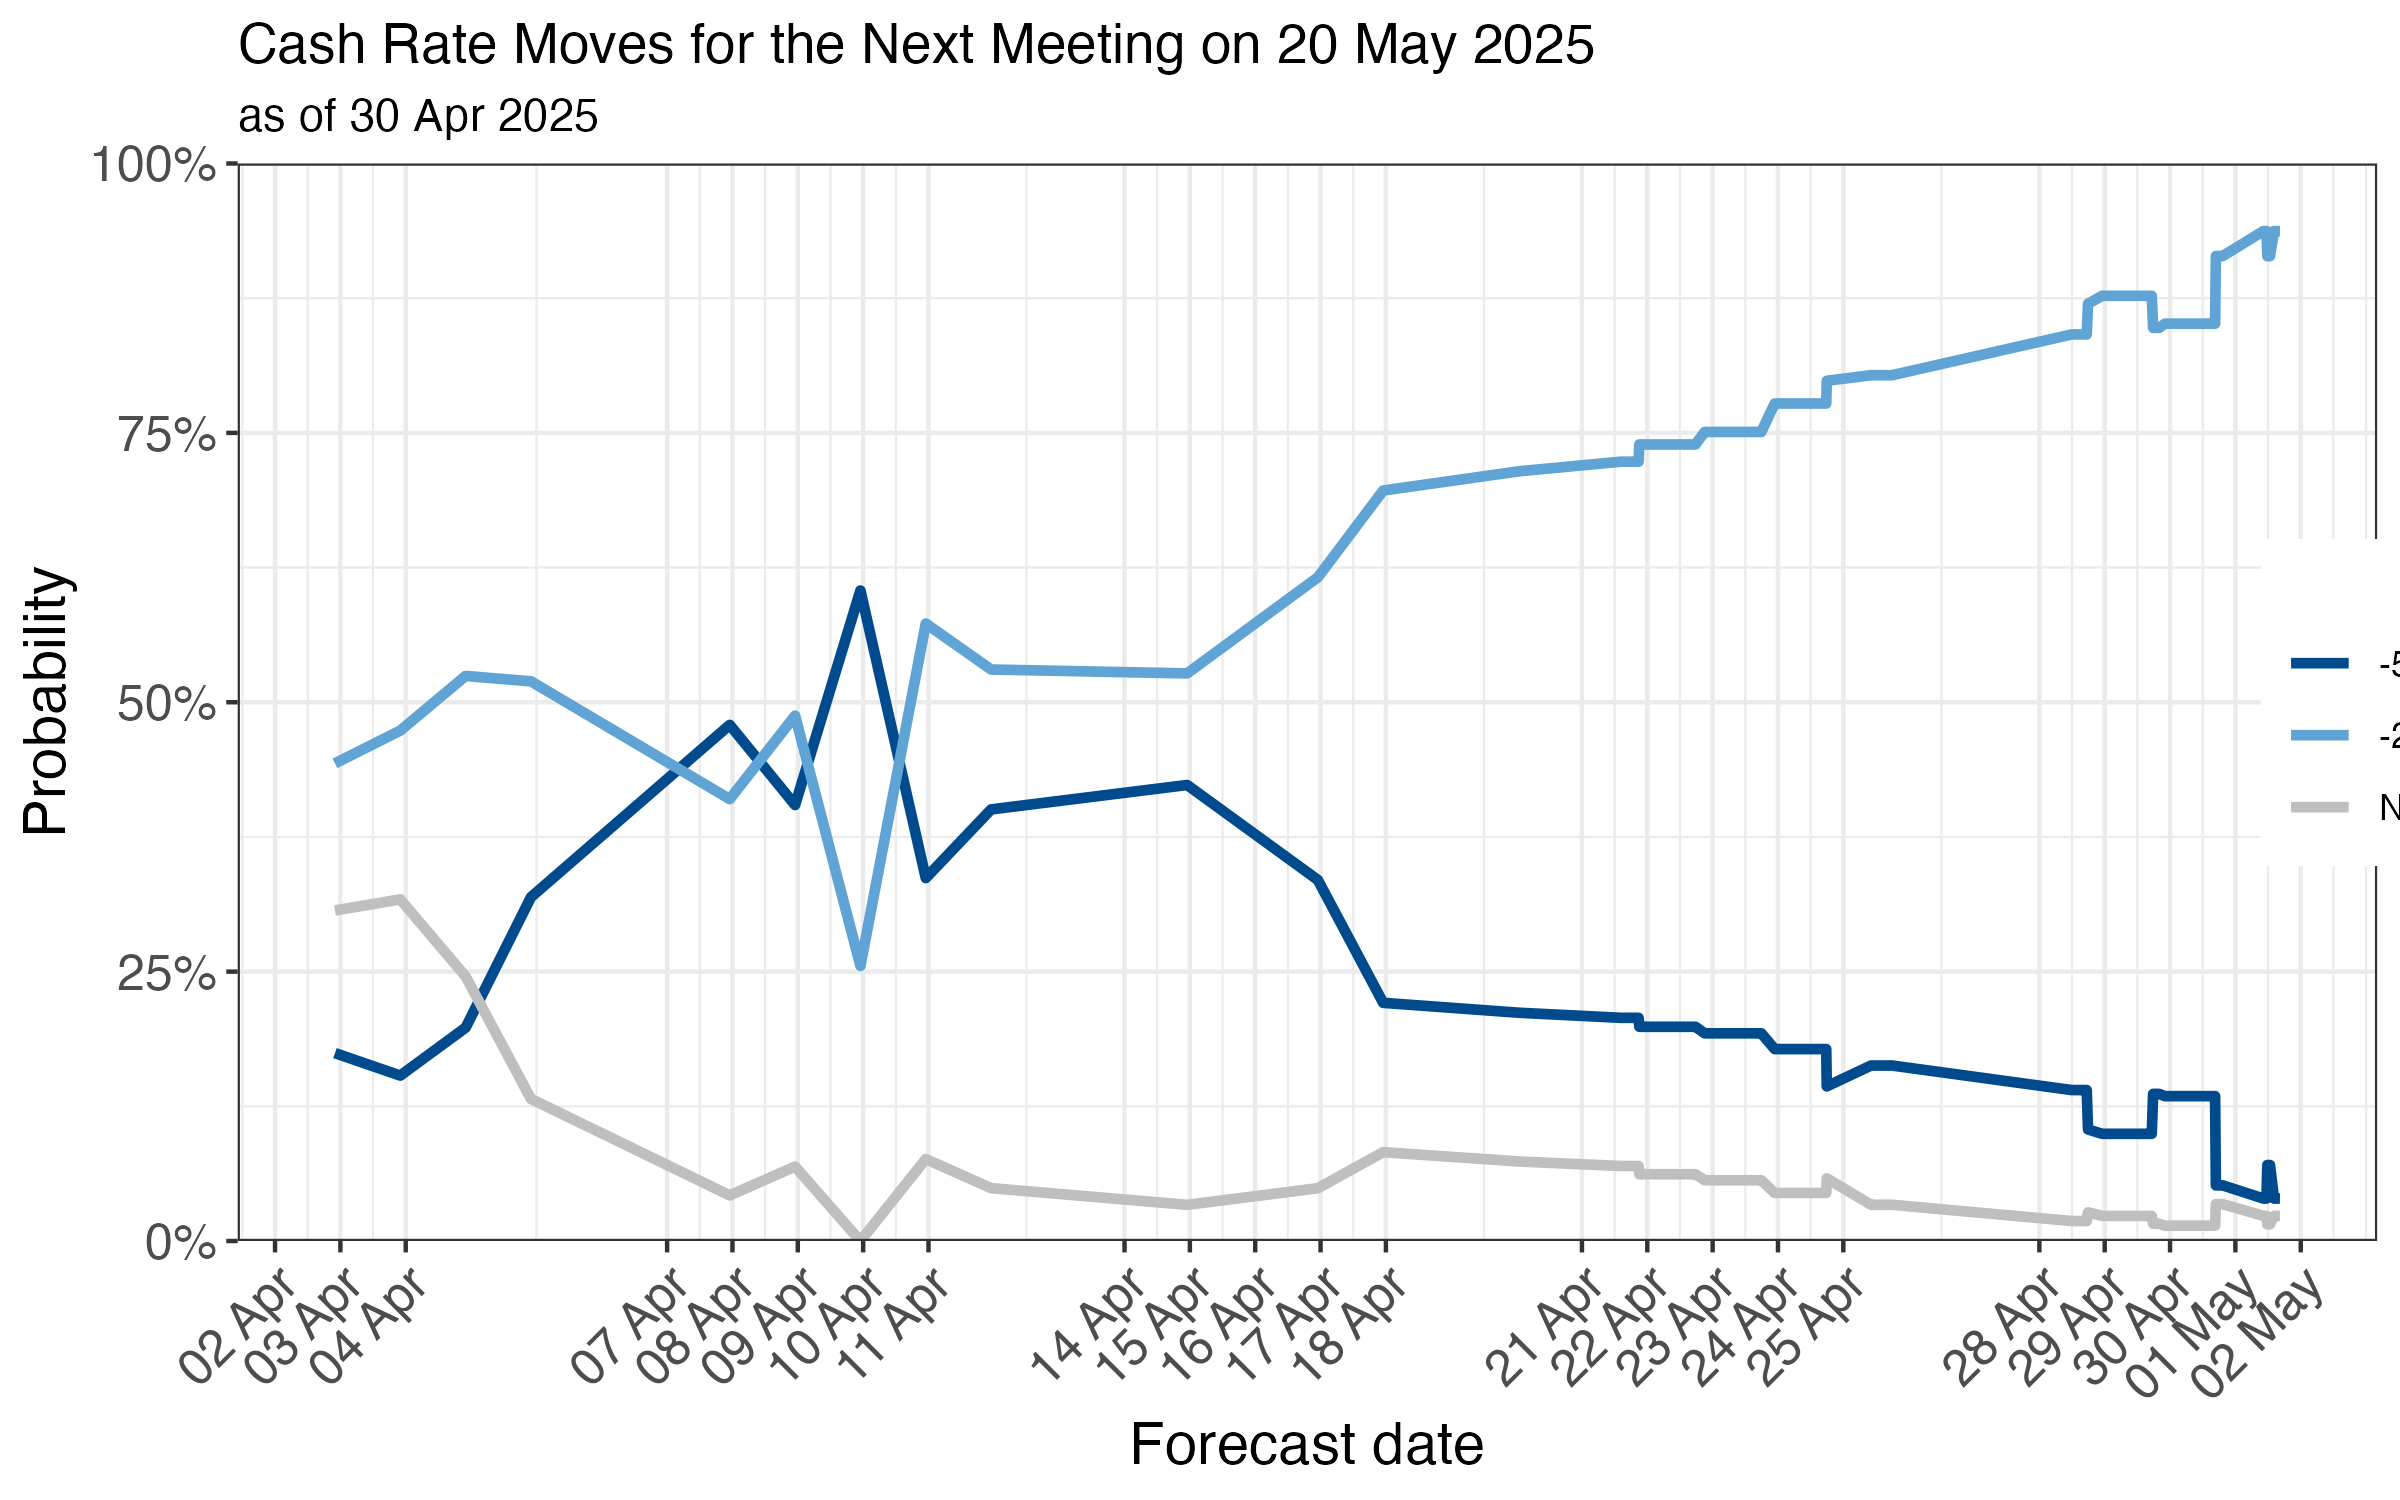 Cash Rate Moves for the Next Meeting on 20 May 2025
as of 30 Apr 2025
100%
75%
50%
25%
0%
Probability
-5
-2
N
02 Apr
03 Apr
04 Apr
07 Apr
08 Apr
09 Apr
10 Apr
11 Apr
14 Apr
15 Apr
16 Apr
17 Apr
18 Apr
21 Apr
22 Apr
23 Apr
24 Apr
25 Apr
28 Apr
29 Apr
30 Apr
01 May
02 May
Forecast date